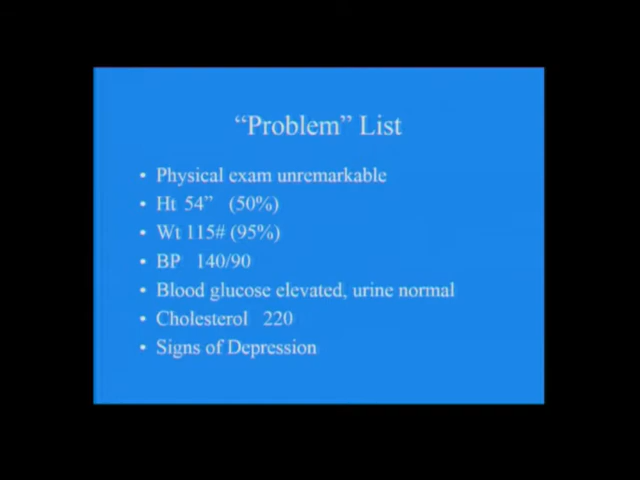 “Problem” List
• Physical exam unremarkable
• Ht 54” (50%)
• Wt 115# (95%)
• BP 140/90
• Blood glucose elevated, urine normal
• Cholesterol 220
• Signs of Depression